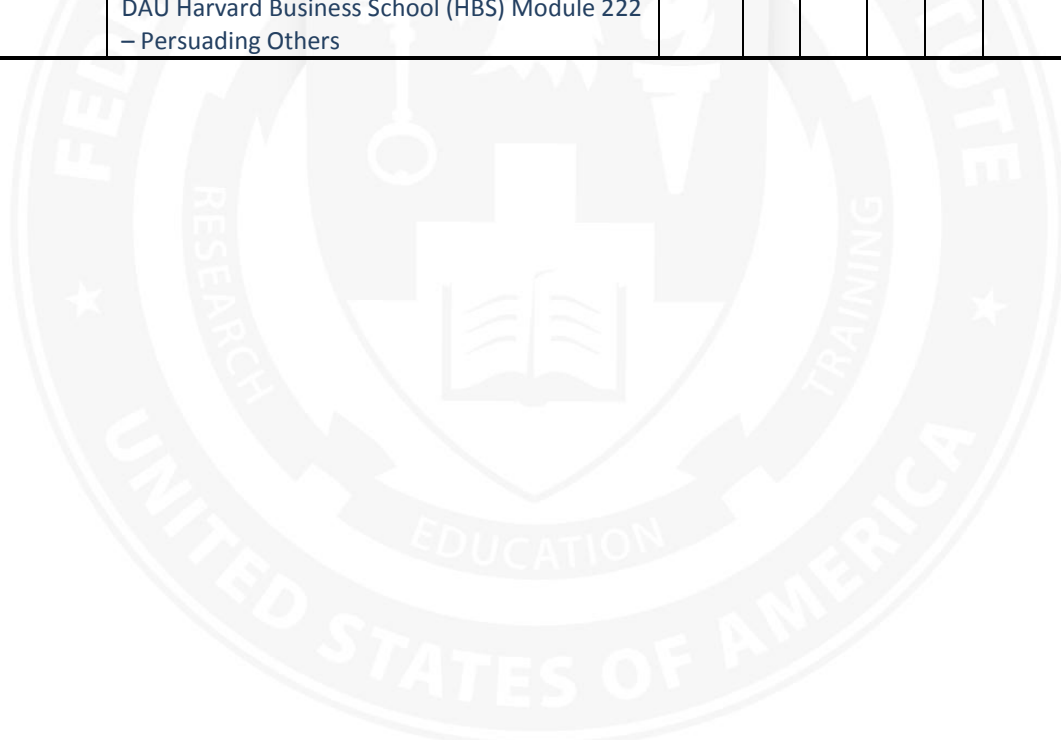 DAU Harvard Business School (HBS) Module 222
– Persuading Others
RESEARCH
TRAINING
EDUCATION
UNITED STATES OF AMERICA